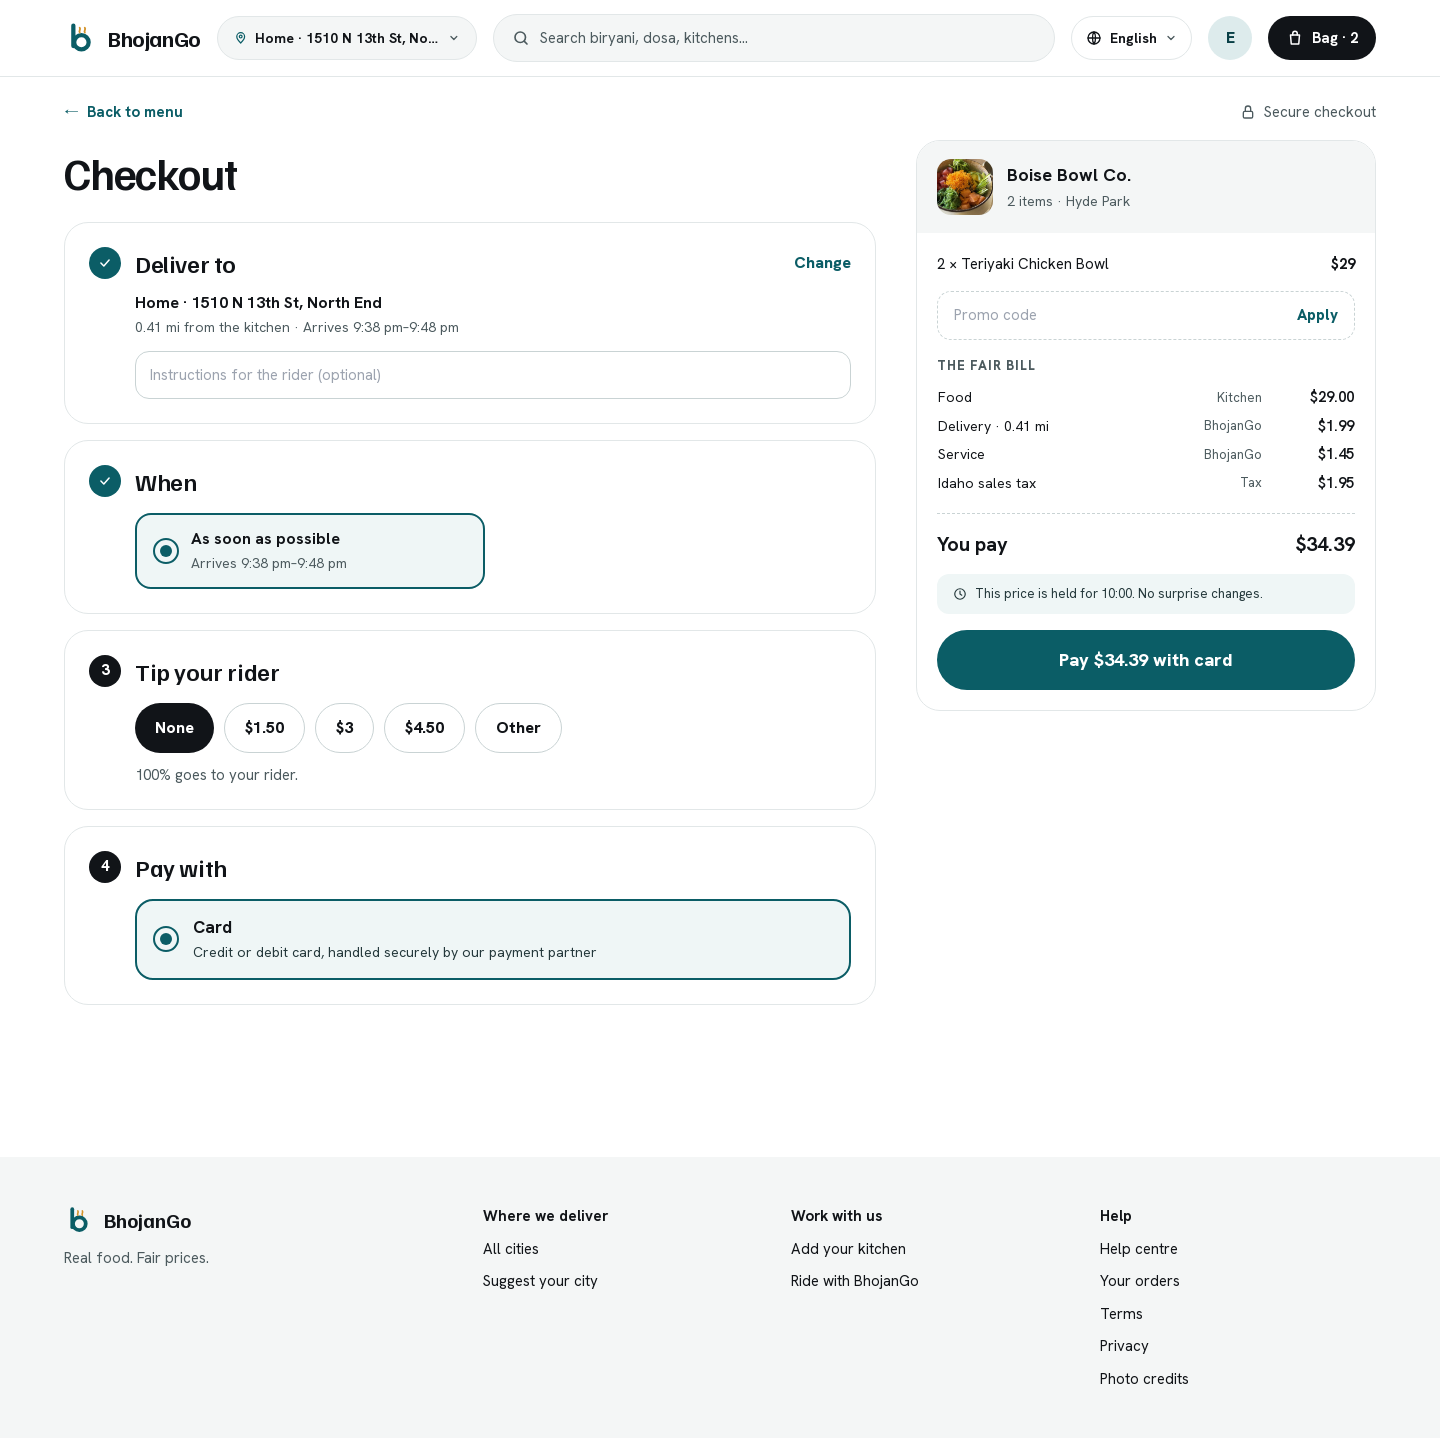 BhojanGo
Home · 1510 N 13th St, No...
Search biryani, dosa, kitchens...
English
E
Bag · 2
← Back to menu
Secure checkout
Checkout
Deliver to
Change
Home · 1510 N 13th St, North End
0.41 mi from the kitchen · Arrives 9:38 pm–9:48 pm
Instructions for the rider (optional)
When
As soon as possible
Arrives 9:38 pm–9:48 pm
3 Tip your rider
None $1.50 $3 $4.50 Other
100% goes to your rider.
4 Pay with
Card
Credit or debit card, handled securely by our payment partner
Boise Bowl Co.
2 items · Hyde Park
2 × Teriyaki Chicken Bowl $29
Promo code Apply
THE FAIR BILL
Food Kitchen $29.00
Delivery · 0.41 mi BhojanGo $1.99
Service BhojanGo $1.45
Idaho sales tax Tax $1.95
You pay $34.39
This price is held for 10:00. No surprise changes.
Pay $34.39 with card
BhojanGo
Real food. Fair prices.
Where we deliver
All cities
Suggest your city
Work with us
Add your kitchen
Ride with BhojanGo
Help
Help centre
Your orders
Terms
Privacy
Photo credits